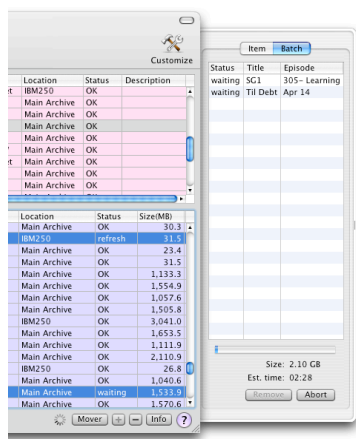 Customize
Location Status Description
IBM250 OK
Main Archive OK
Main Archive OK
Main Archive OK
Main Archive OK
Main Archive OK
Main Archive OK
Main Archive OK
Main Archive OK
Location Status Size(MB)
Main Archive OK 30.3
IBM250 refresh 31.5
Main Archive OK 23.4
Main Archive OK 31.5
Main Archive OK 1,133.3
Main Archive OK 1,554.9
Main Archive OK 1,057.6
Main Archive OK 1,505.8
IBM250 OK 3,041.0
Main Archive OK 1,653.5
Main Archive OK 1,111.9
Main Archive OK 2,110.9
IBM250 OK 26.8
Main Archive OK 1,040.6
Main Archive waiting 1,533.9
Main Archive OK 1,570.6
Mover + − Info ?
Item Batch
Status Title Episode
waiting SG1 305- Learning
waiting Til Debt Apr 14
Size: 2.10 GB
Est. time: 02:28
Remove Abort